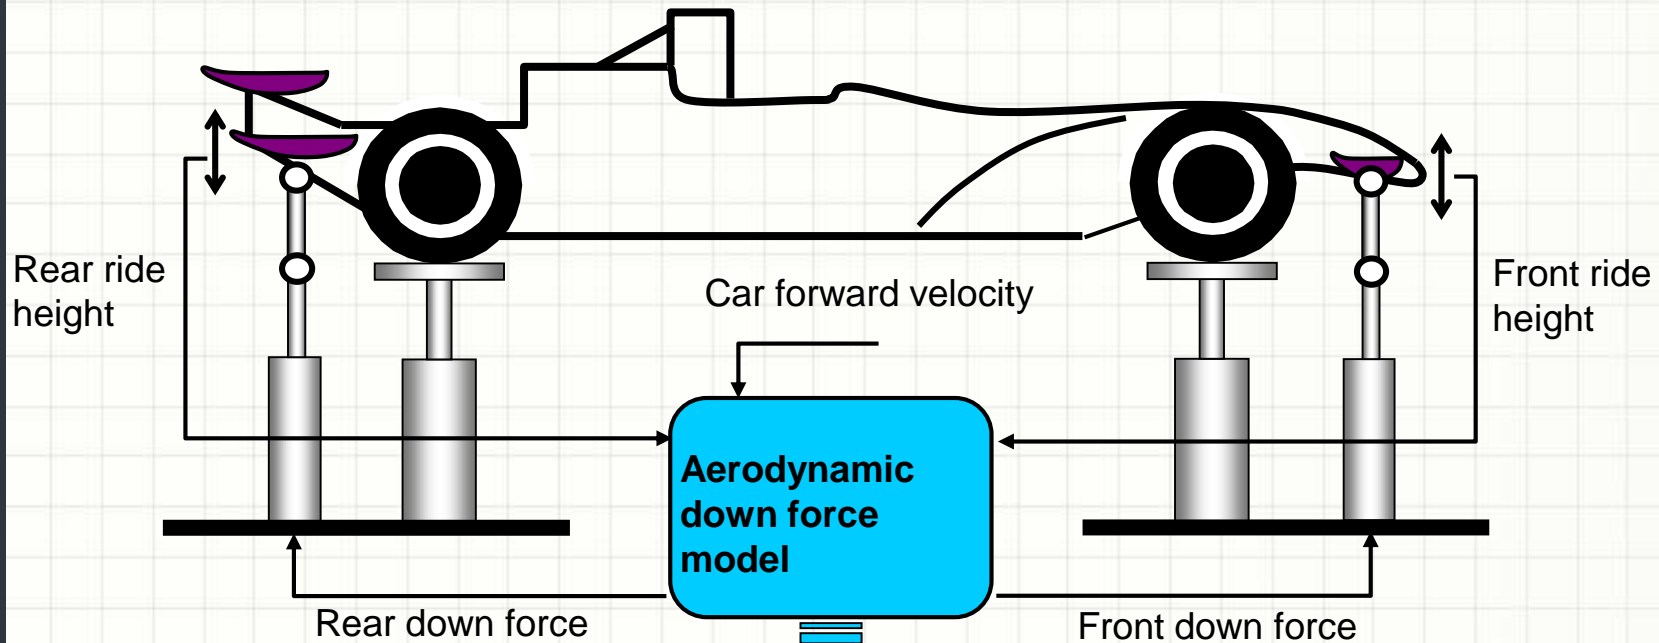 Rear ride
height
Car forward velocity
Front ride
height
Aerodynamic
down force
model
Rear down force
Front down force